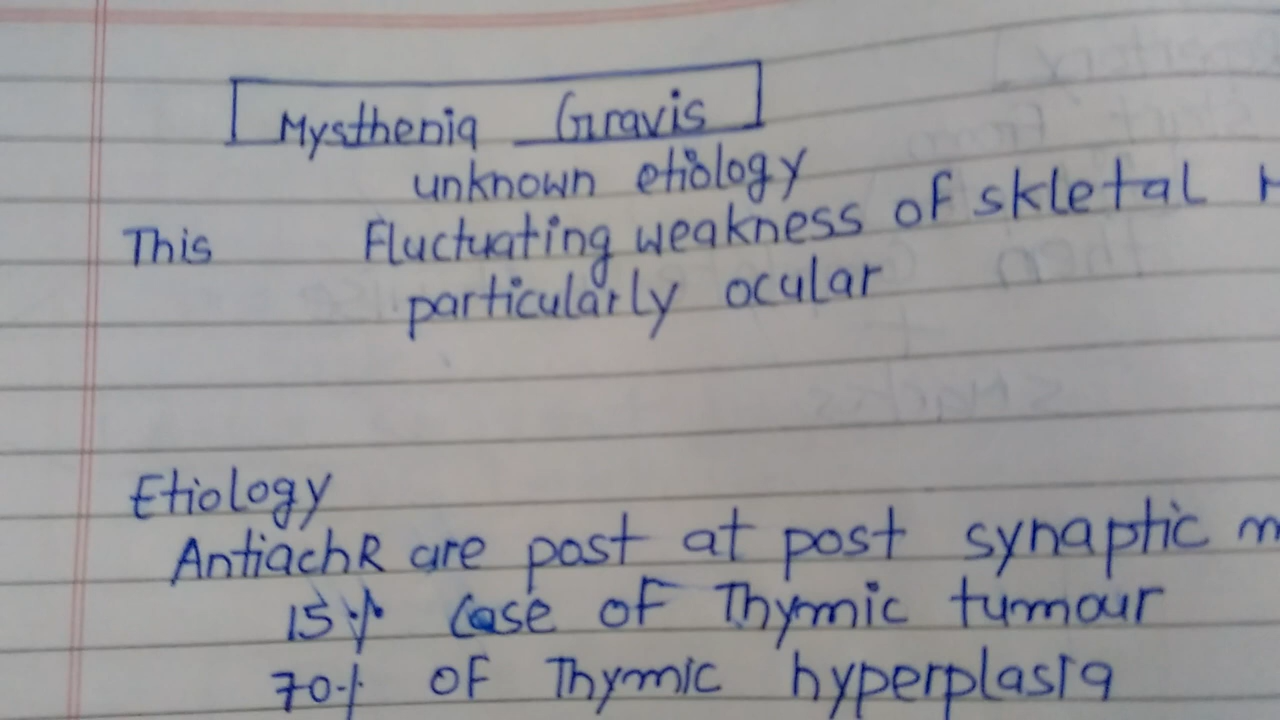 Mysthenia Gravis
unknown etiology
This Fluctuating weakness of skletal
particularly ocular
Etiology
AntiachR are post at post synaptic m
15% Case of Thymic tumour
70% of Thymic hyperplasia